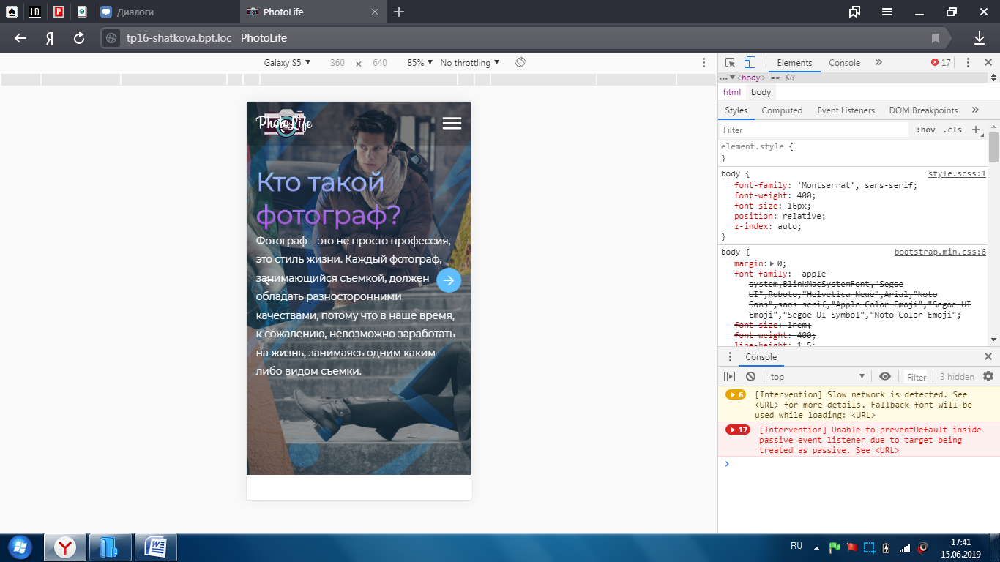 HD
P
Диалоги
PhotoLife
Я
tp16-shatkova.bpt.loc PhotoLife
Galaxy S5 ▼ 360 × 640 85% ▼ No throttling ▼
Elements Console » 17
<body> == $0
html body
Styles Computed Event Listeners DOM Breakpoints »
Filter :hov .cls +
element.style {
}
body { style.scss:1
font-family: 'Montserrat', sans-serif;
font-weight: 400;
font-size: 16px;
position: relative;
z-index: auto;
}
body { bootstrap.min.css:6
margin: 0;
font-family: -apple-
system,BlinkMacSystemFont,"Segoe
UI",Roboto,"Helvetica Neue",Arial,"Noto
Sans",sans-serif,"Apple Color Emoji","Segoe UI
Emoji","Segoe UI Symbol","Noto Color Emoji";
font-size: 1rem;
font-weight: 400;
line-height: 1.5;
Console
top ▼ Filter 3 hidden
6 [Intervention] Slow network is detected. See
<URL> for more details. Fallback font will be
used while loading: <URL>
17 [Intervention] Unable to preventDefault inside
passive event listener due to target being
treated as passive. See <URL>
PhotoLife
Кто такой
фотограф?
Фотограф – это не просто профессия,
это стиль жизни. Каждый фотограф,
занимающийся съемкой, должен
обладать разносторонними
качествами, потому что в наше время,
к сожалению, невозможно заработать
на жизнь, занимаясь одним каким-
либо видом съемки.
RU
17:41
15.06.2019